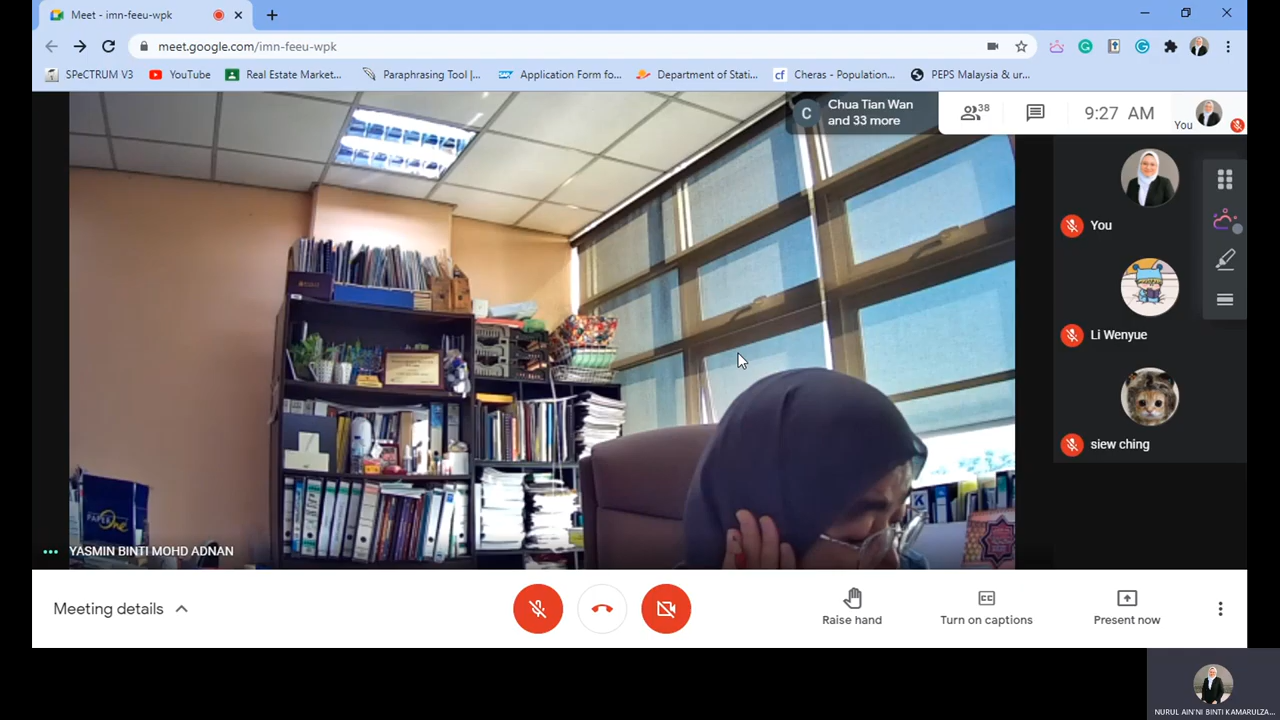 Meet - imn-feeu-wpk
meet.google.com/imn-feeu-wpk
SPeCTRUM V3
YouTube
Real Estate Market...
Paraphrasing Tool |...
Application Form fo...
Department of Stati...
Cheras - Population...
PEPS Malaysia & ur...
C
Chua Tian Wan
and 33 more
38
9:27 AM
You
You
Li Wenyue
siew ching
PAPER
One
YASMIN BINTI MOHD ADNAN
Meeting details
Raise hand
Turn on captions
Present now
NURUL AIN'NI BINTI KAMARULZA...